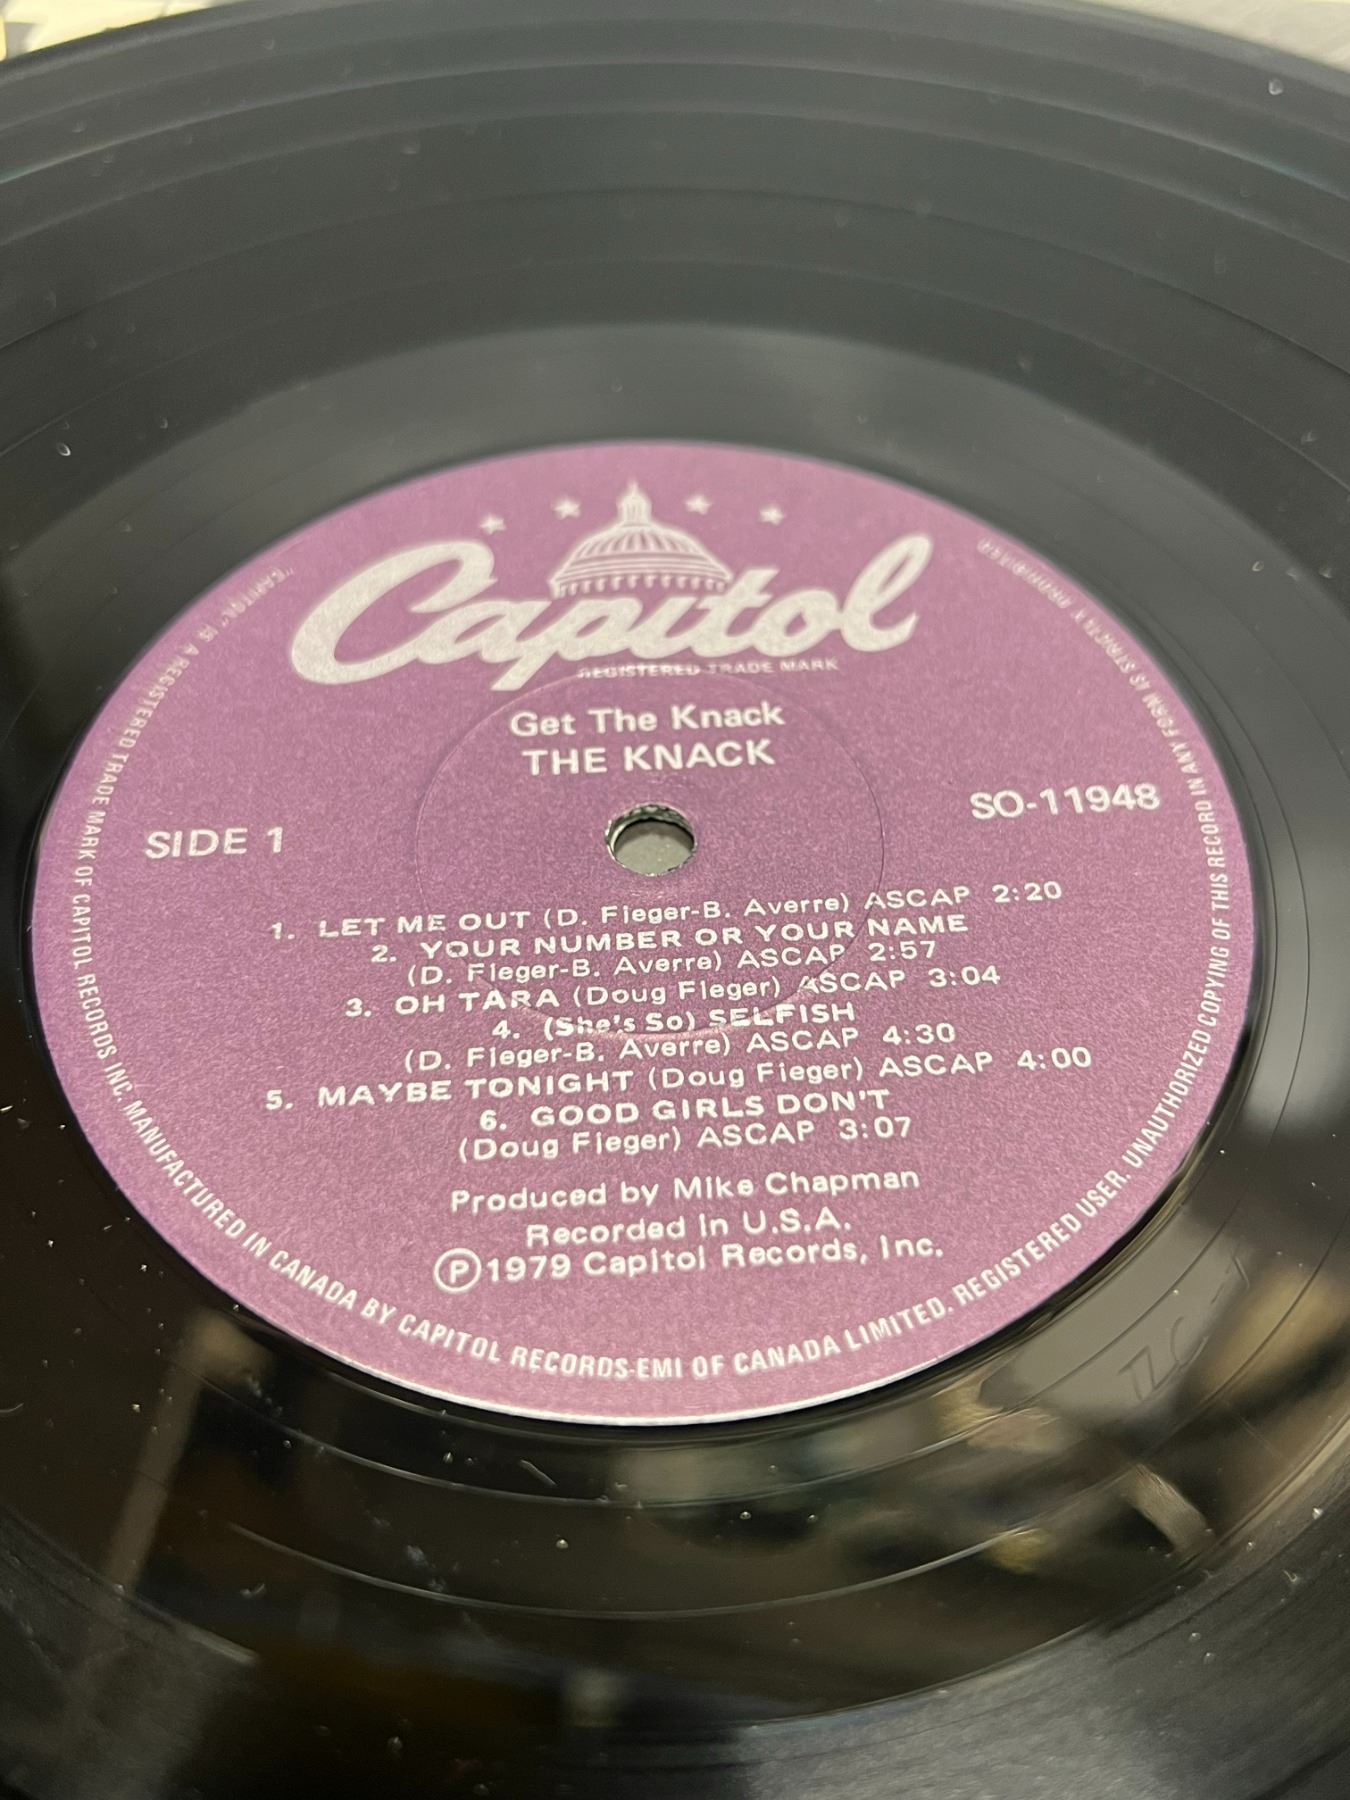 Capitol
REGISTERED TRADE MARK
Get The Knack
THE KNACK
SIDE 1
SO-11948
1. LET ME OUT (D. Fieger-B. Averre) ASCAP 2:20
2. YOUR NUMBER OR YOUR NAME
(D. Fieger-B. Averre) ASCAP 2:57
3. OH TARA (Doug Fieger) ASCAP 3:04
4. (She's So) SELFISH
(D. Fieger-B. Averre) ASCAP 4:30
5. MAYBE TONIGHT (Doug Fieger) ASCAP 4:00
6. GOOD GIRLS DON'T
(Doug Fieger) ASCAP 3:07
Produced by Mike Chapman
Recorded in U.S.A.
Ⓟ1979 Capitol Records, Inc.
"CAPITOL" IS A REGISTERED TRADE MARK OF CAPITOL RECORDS INC. MANUFACTURED IN CANADA BY CAPITOL RECORDS-EMI OF CANADA LIMITED. REGISTERED USER. UNAUTHORIZED COPYING OF THIS RECORD IN ANY FORM IS STRICTLY PROHIBITED